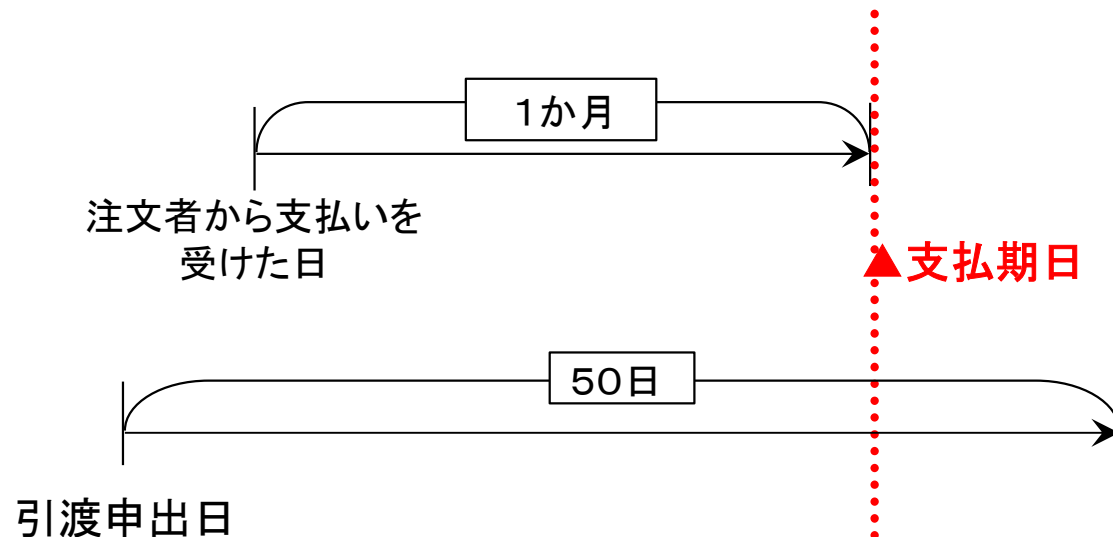 １か月
注文者から支払いを
受けた日
▲支払期日
５０日
引渡申出日